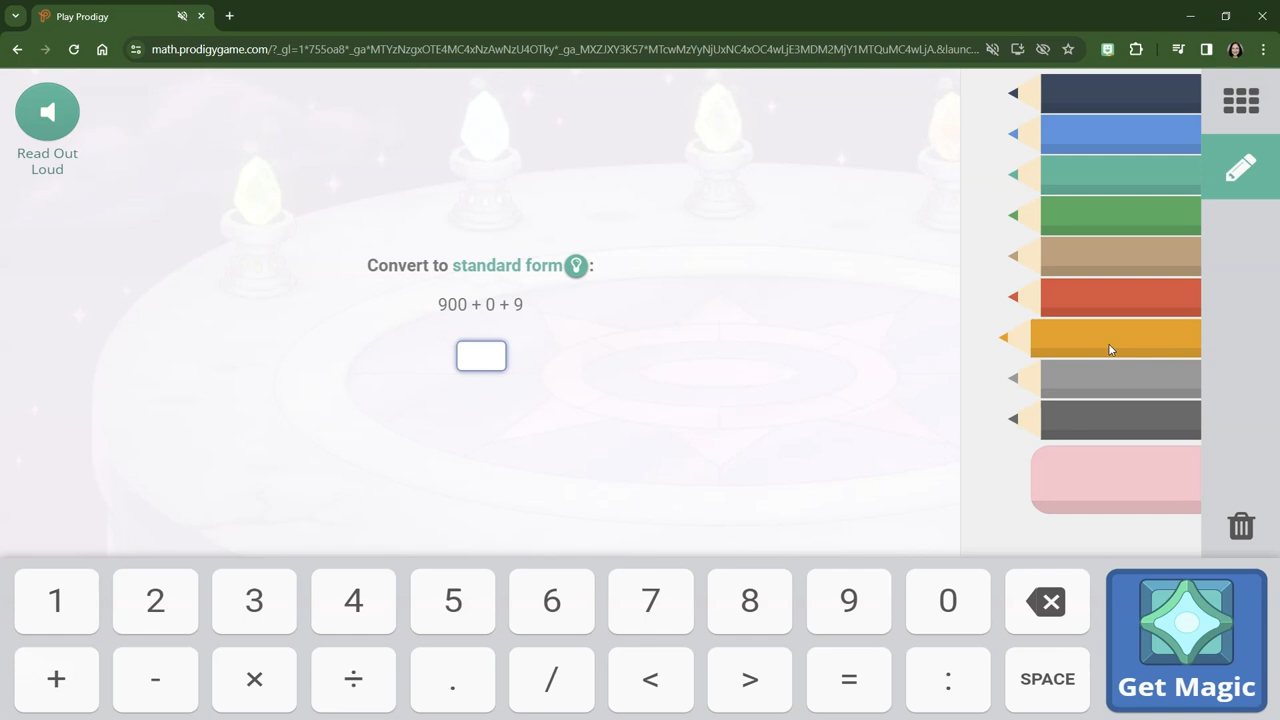 Play Prodigy
math.prodigygame.com/?_gl=1*755oa8*_ga*MTYzNzgxOTE4MC4xNzAwNzU4OTky*_ga_MXZJXY3K57*MTcwMzYyNjUxNC4xOC4wLjE3MDM2MjY1MTQuMC4wLjA.&launc...
Read Out
Loud
Convert to standard form :
900 + 0 + 9
1 2 3 4 5 6 7 8 9 0
+ - × ÷ . / < > = : SPACE
Get Magic